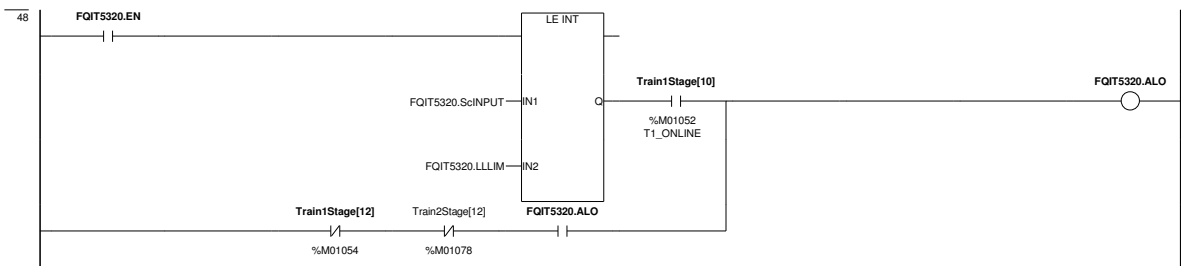 48
FQIT5320.EN
LE INT
Train1Stage[10]
FQIT5320.ALO
FQIT5320.ScINPUT
IN1
Q
%M01052
T1_ONLINE
FQIT5320.LLLIM
IN2
Train1Stage[12]
Train2Stage[12]
FQIT5320.ALO
%M01054
%M01078